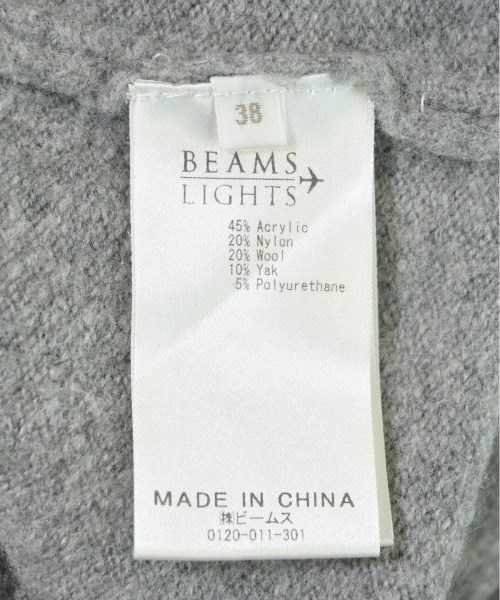 38
BEAMS
LIGHTS
45% Acrylic
20% Nylon
20% Wool
10% Yak
5% Polyurethane
MADE IN CHINA
㈱ビームス
0120-011-301